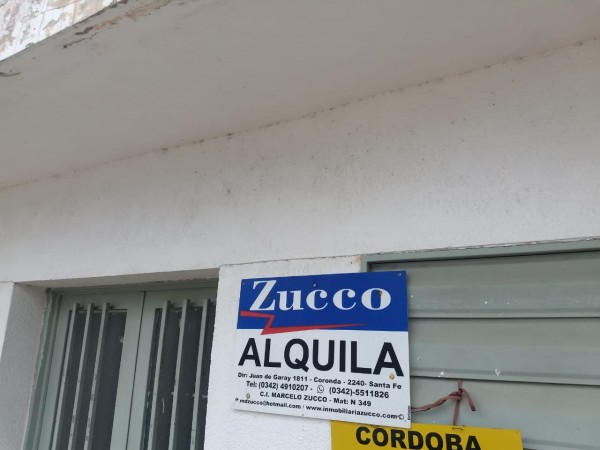 Zucco
ALQUILA
Dir: Juan de Garay 1811 - Coronda - 2240- Santa Fe
Tel: (0342) 4910207 - (0342)-5511826
C.I. MARCELO ZUCCO - Mat: N 349
mdzucco@hotmail.com / www.inmobiliariazucco.com
CORDOBA